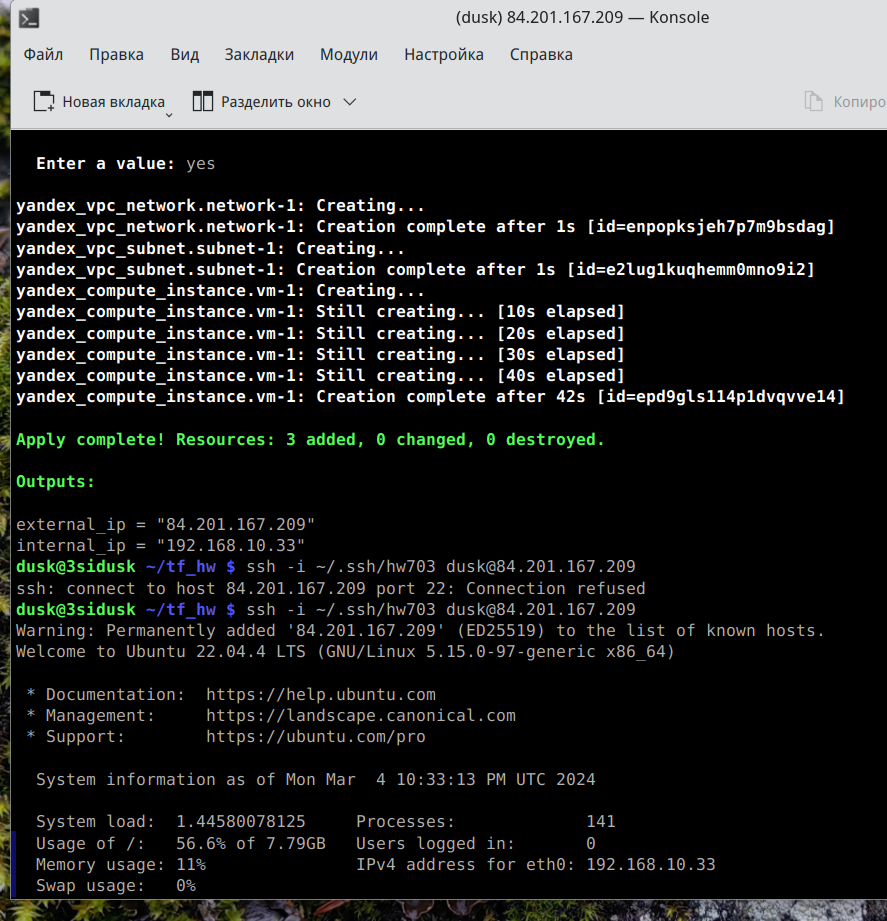 (dusk) 84.201.167.209 — Konsole
Файл Правка Вид Закладки Модули Настройка Справка
Новая вкладка Разделить окно Копиро
Enter a value: yes
yandex_vpc_network.network-1: Creating...
yandex_vpc_network.network-1: Creation complete after 1s [id=enpopksjeh7p7m9bsdag]
yandex_vpc_subnet.subnet-1: Creating...
yandex_vpc_subnet.subnet-1: Creation complete after 1s [id=e2lug1kuqhemm0mno9i2]
yandex_compute_instance.vm-1: Creating...
yandex_compute_instance.vm-1: Still creating... [10s elapsed]
yandex_compute_instance.vm-1: Still creating... [20s elapsed]
yandex_compute_instance.vm-1: Still creating... [30s elapsed]
yandex_compute_instance.vm-1: Still creating... [40s elapsed]
yandex_compute_instance.vm-1: Creation complete after 42s [id=epd9gls114p1dvqvve14]
Apply complete! Resources: 3 added, 0 changed, 0 destroyed.
Outputs:
external_ip = "84.201.167.209"
internal_ip = "192.168.10.33"
dusk@3sidusk ~/tf_hw $ ssh -i ~/.ssh/hw703 dusk@84.201.167.209
ssh: connect to host 84.201.167.209 port 22: Connection refused
dusk@3sidusk ~/tf_hw $ ssh -i ~/.ssh/hw703 dusk@84.201.167.209
Warning: Permanently added '84.201.167.209' (ED25519) to the list of known hosts.
Welcome to Ubuntu 22.04.4 LTS (GNU/Linux 5.15.0-97-generic x86_64)
* Documentation: https://help.ubuntu.com
* Management: https://landscape.canonical.com
* Support: https://ubuntu.com/pro
System information as of Mon Mar 4 10:33:13 PM UTC 2024
System load: 1.44580078125 Processes: 141
Usage of /: 56.6% of 7.79GB Users logged in: 0
Memory usage: 11% IPv4 address for eth0: 192.168.10.33
Swap usage: 0%